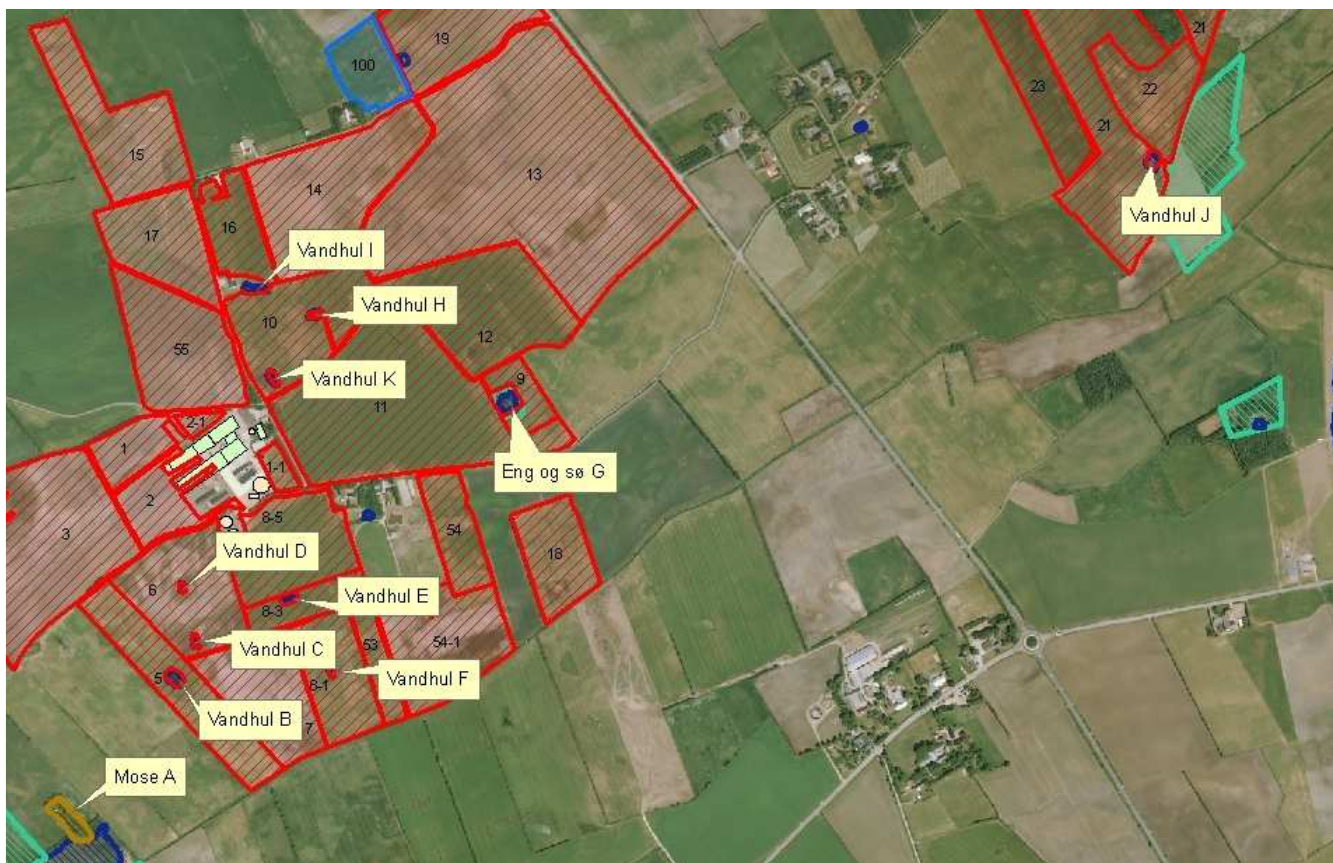 19
21
100
23
22
15
21
13
14
Vandhul J
16
17
Vandhul I
10
Vandhul H
12
55
Vandhul K
9
11
2-1
1
1-1
Eng og sø G
2
8-5
3
54
18
Vandhul D
6
Vandhul E
8-3
53
54-1
Vandhul C
Vandhul F
5
8-1
Vandhul B
7
Mose A